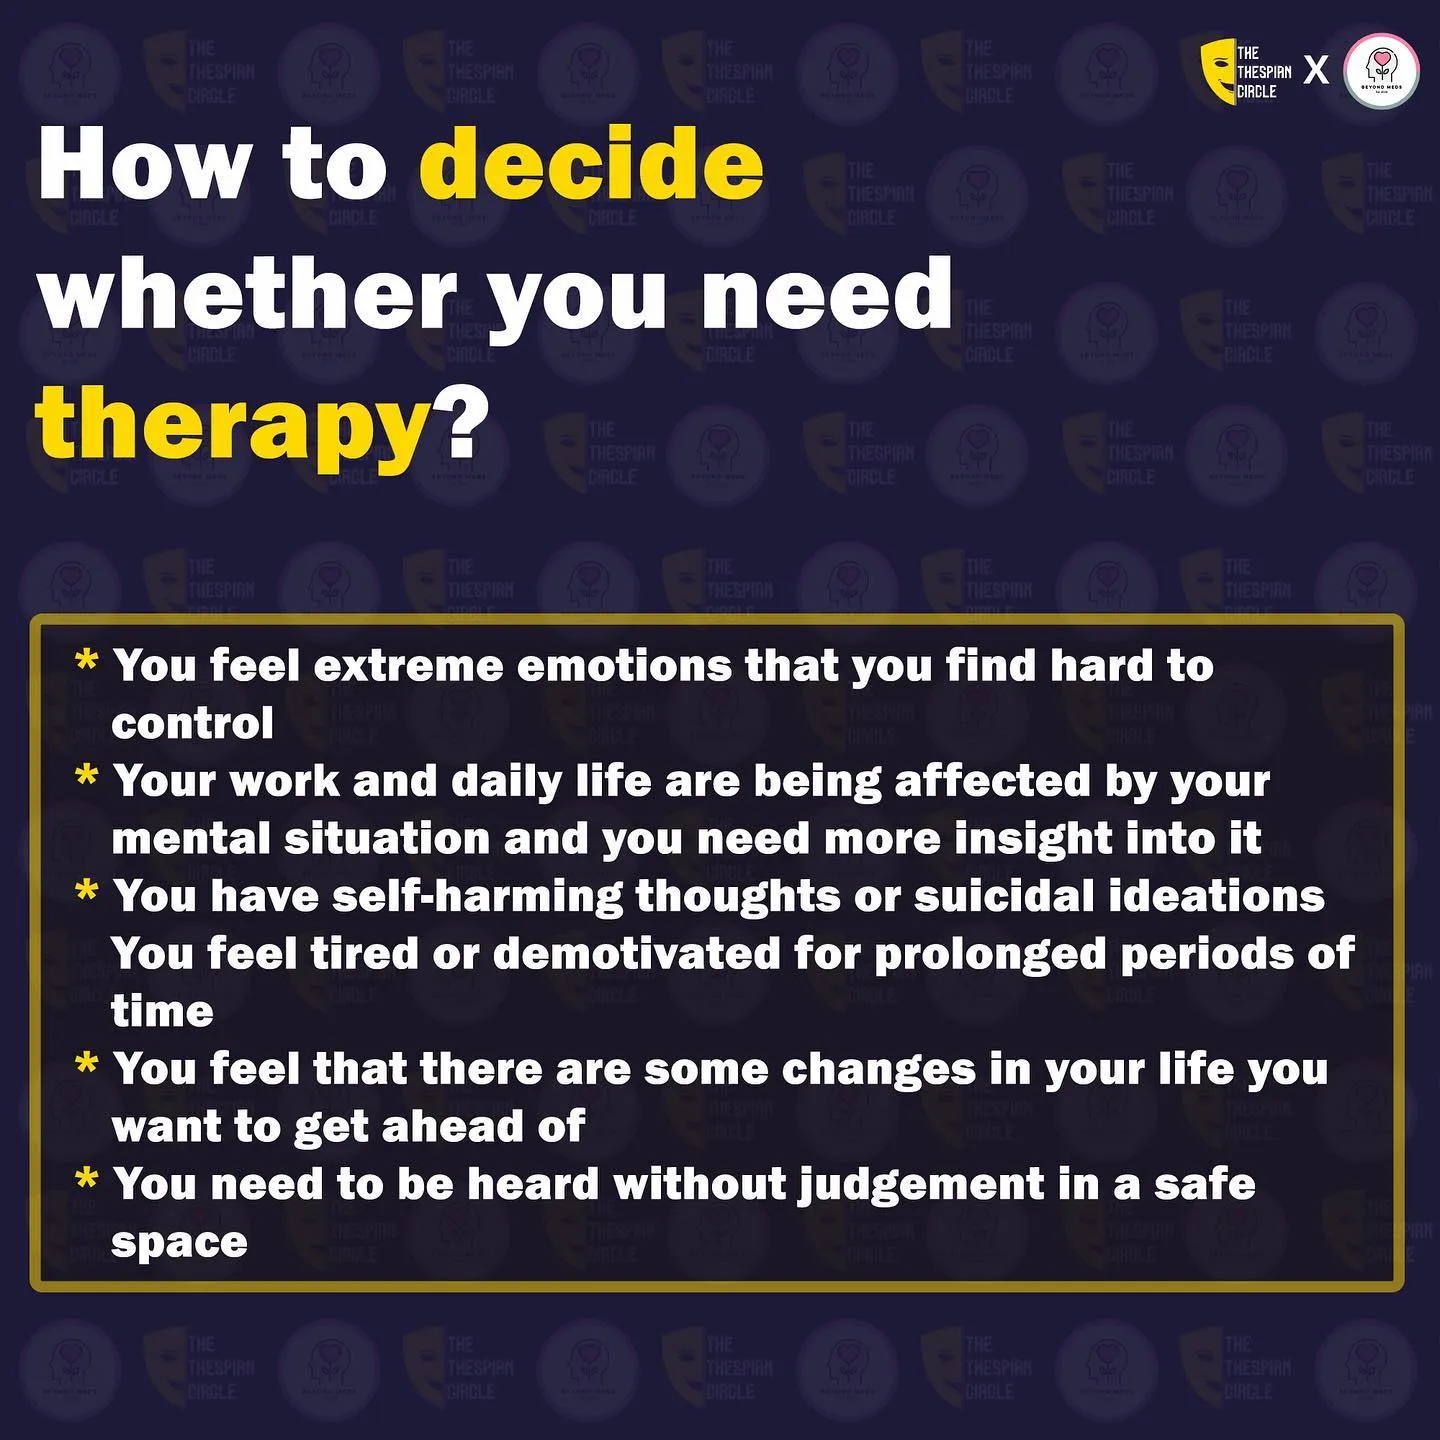 THE
THESPIAN
CIRCLE
X
BEYOND MEDS
How to decide
whether you need
therapy?
* You feel extreme emotions that you find hard to
control
* Your work and daily life are being affected by your
mental situation and you need more insight into it
* You have self-harming thoughts or suicidal ideations
You feel tired or demotivated for prolonged periods of
time
* You feel that there are some changes in your life you
want to get ahead of
* You need to be heard without judgement in a safe
space